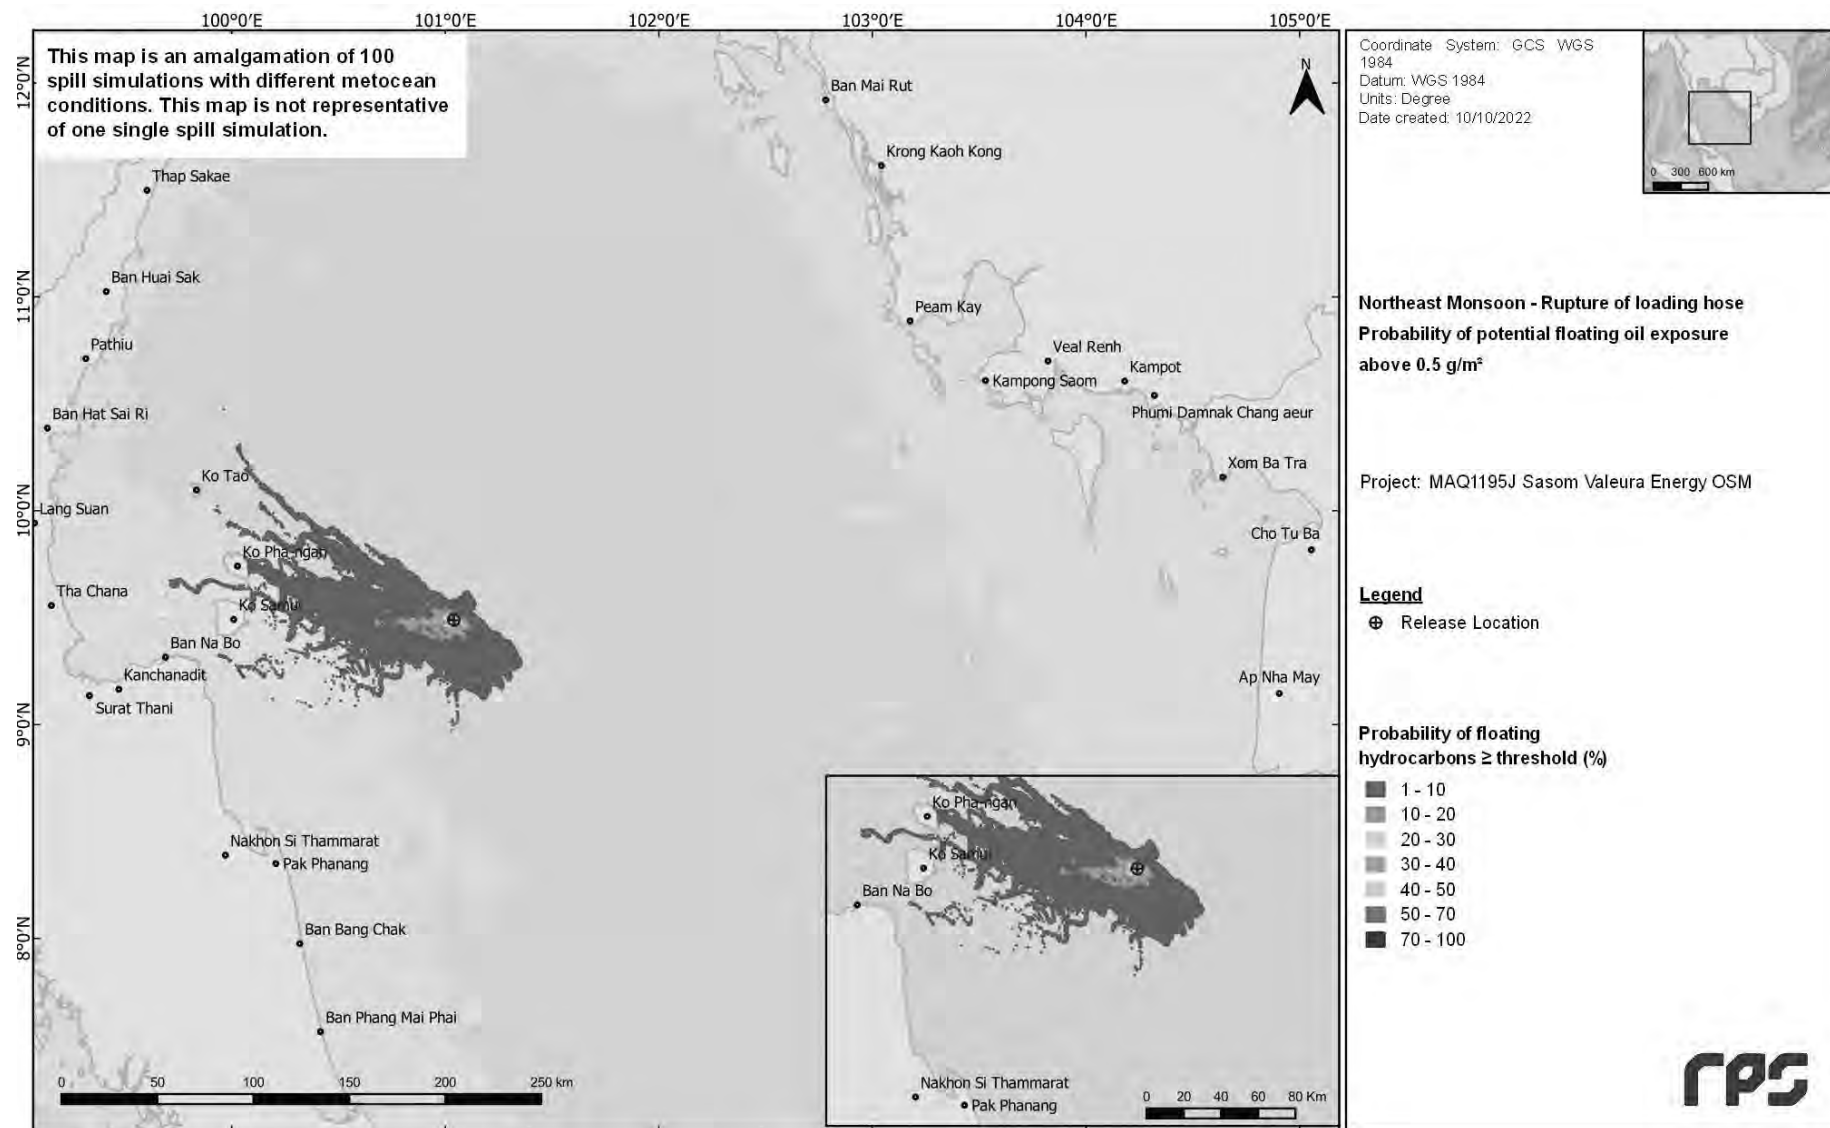 100°0'E
101°0'E
102°0'E
103°0'E
104°0'E
105°0'E
12°0'N
11°0'N
10°0'N
9°0'N
8°0'N
This map is an amalgamation of 100
spill simulations with different metocean
conditions. This map is not representative
of one single spill simulation.
N
Ban Mai Rut
Krong Kaoh Kong
Thap Sakae
Ban Huai Sak
Peam Kay
Pathiu
Veal Renh
Kampot
Kampong Saom
Ban Hat Sai Ri
Phumi Damnak Chang aeur
Ko Tao
Xom Ba Tra
Lang Suan
Cho Tu Ba
Ko Pha-ngan
Tha Chana
Ko Samui
Ban Na Bo
Kanchanadit
Ap Nha May
Surat Thani
Nakhon Si Thammarat
Pak Phanang
Ban Bang Chak
Ban Phang Mai Phai
0 50 100 150 200 250 km
Ko Pha-ngan
Ko Samui
Ban Na Bo
Nakhon Si Thammarat
Pak Phanang
0 20 40 60 80 Km
Coordinate System: GCS WGS
1984
Datum: WGS 1984
Units: Degree
Date created: 10/10/2022
0 300 600 km
Northeast Monsoon - Rupture of loading hose
Probability of potential floating oil exposure
above 0.5 g/m²
Project: MAQ1195J Sasom Valeura Energy OSM
Legend
Release Location
Probability of floating
hydrocarbons ≥ threshold (%)
1 - 10
10 - 20
20 - 30
30 - 40
40 - 50
50 - 70
70 - 100
rps